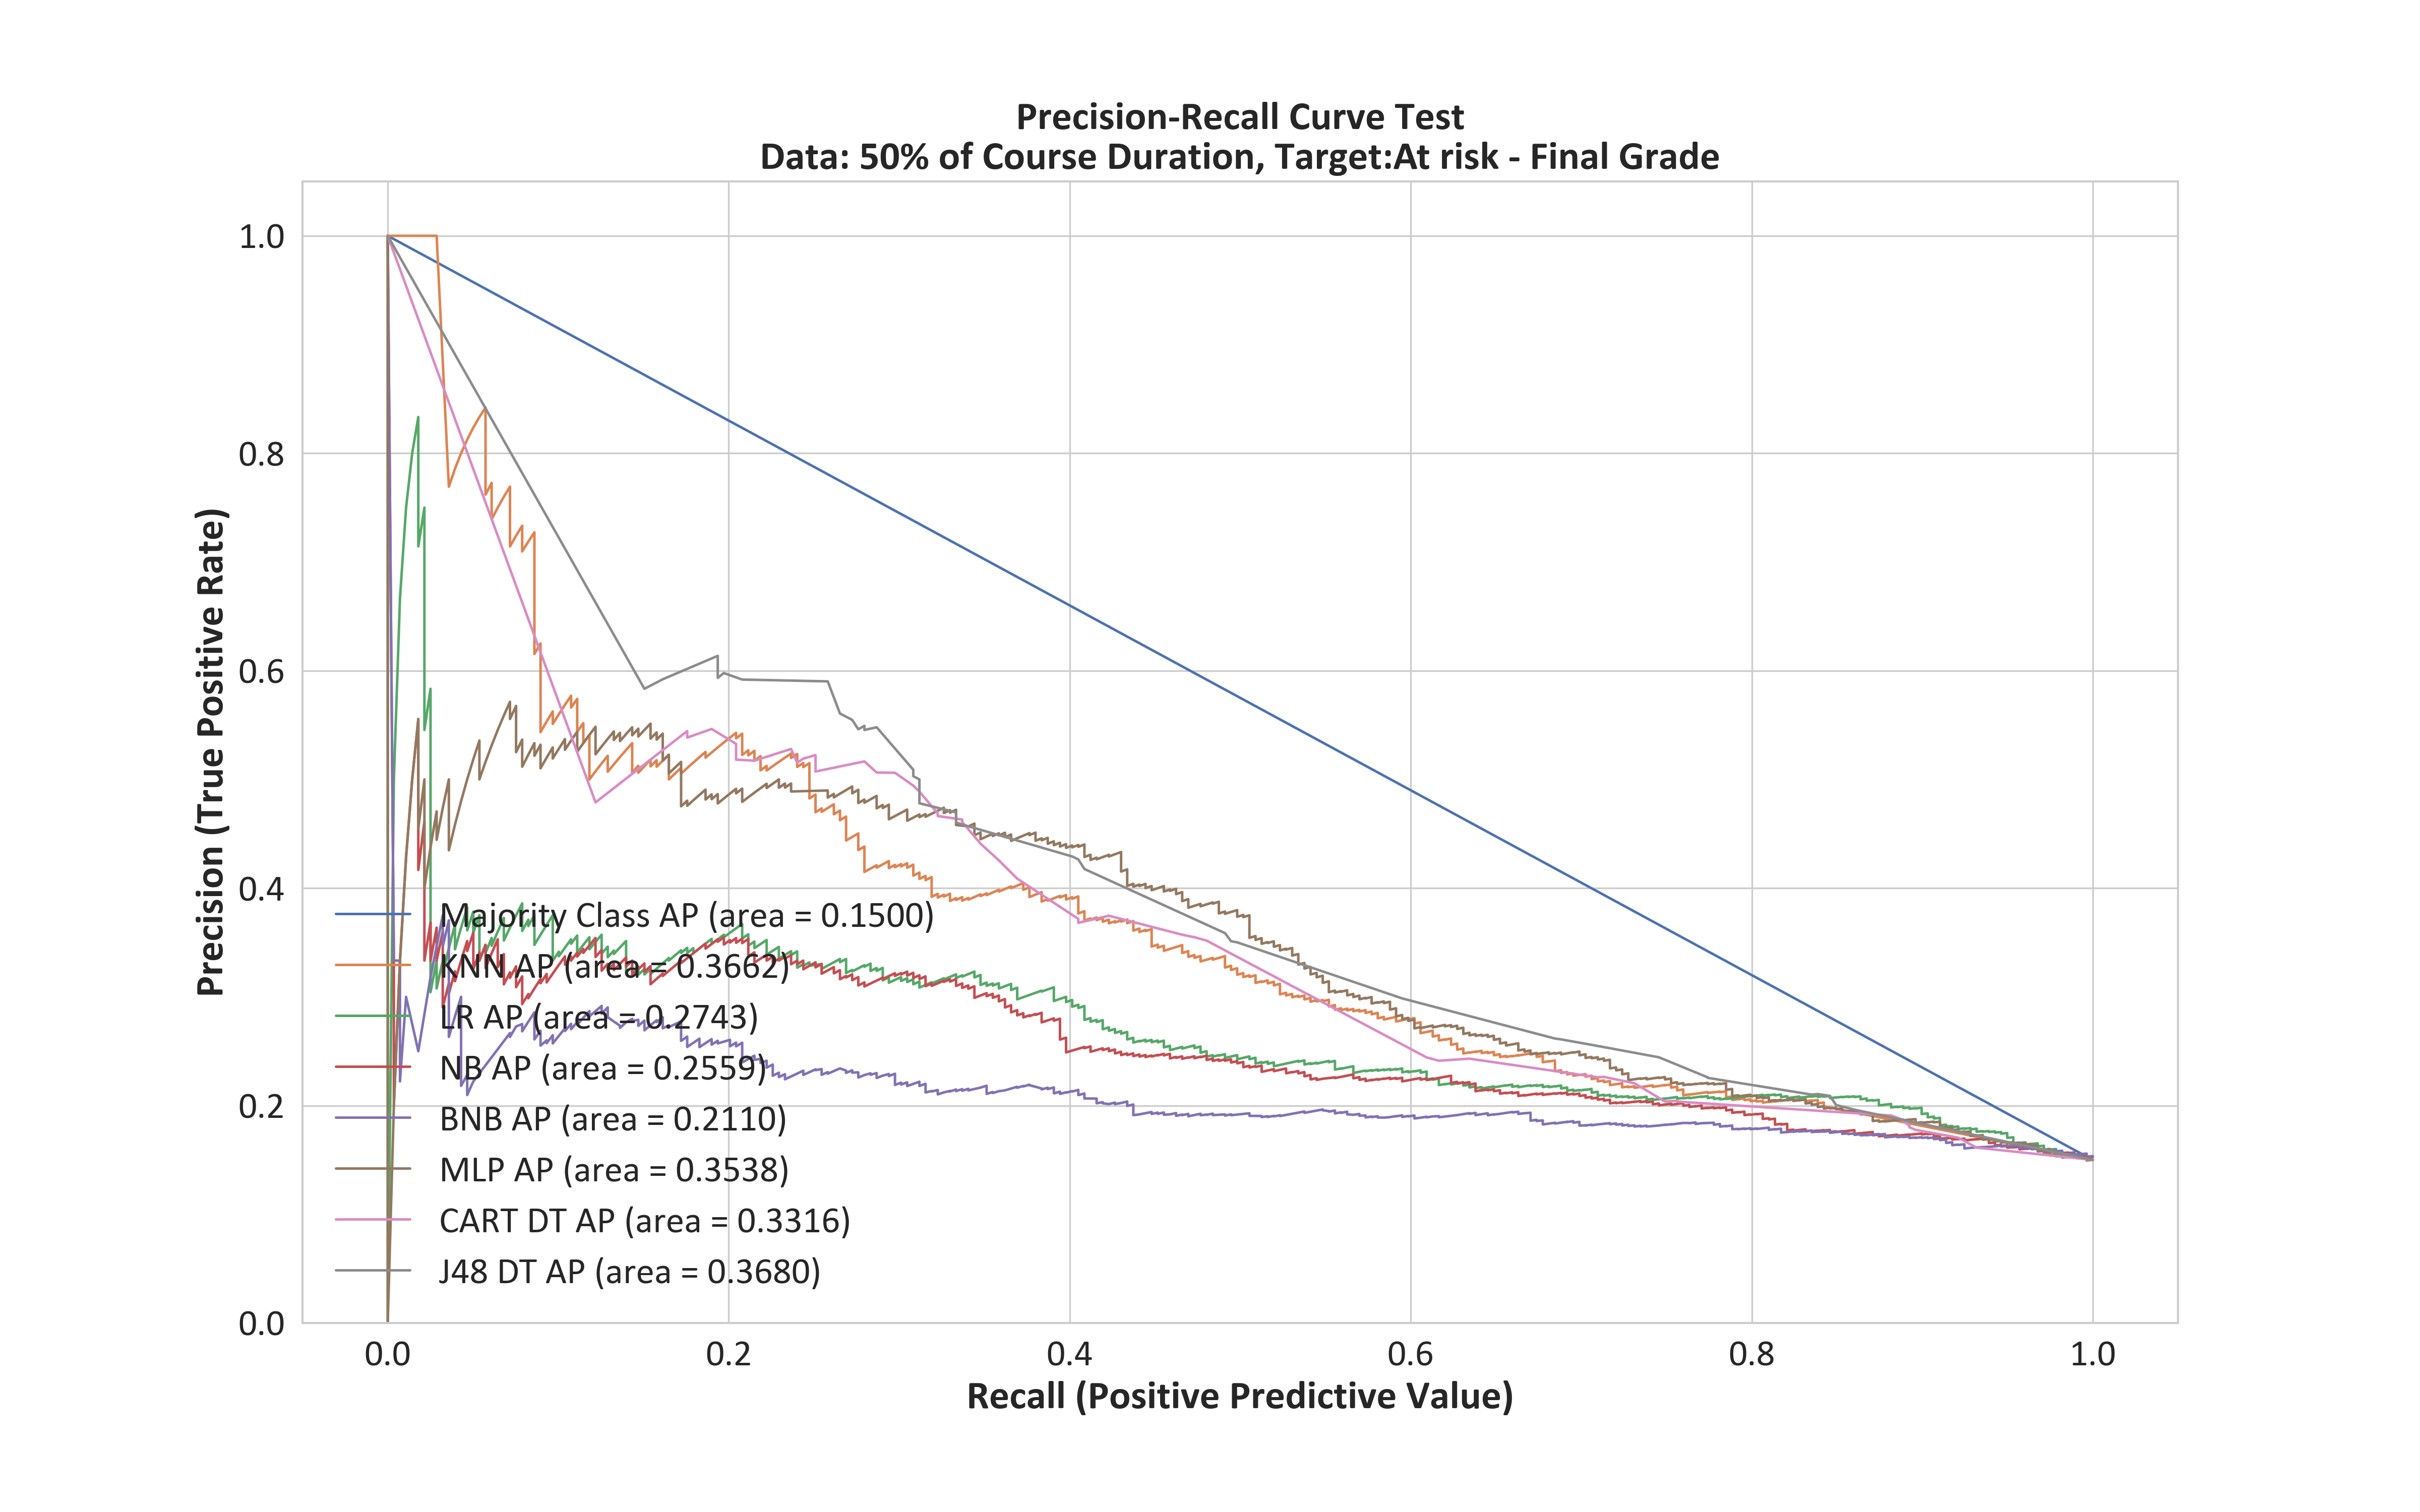 Precision-Recall Curve Test
Data: 50% of Course Duration, Target:At risk - Final Grade
Precision (True Positive Rate)
1.0
0.8
0.6
0.4
0.2
0.0
Majority Class AP (area = 0.1500)
KNN AP (area = 0.3662)
LR AP (area = 0.2743)
NB AP (area = 0.2559)
BNB AP (area = 0.2110)
MLP AP (area = 0.3538)
CART DT AP (area = 0.3316)
J48 DT AP (area = 0.3680)
0.0 0.2 0.4 0.6 0.8 1.0
Recall (Positive Predictive Value)